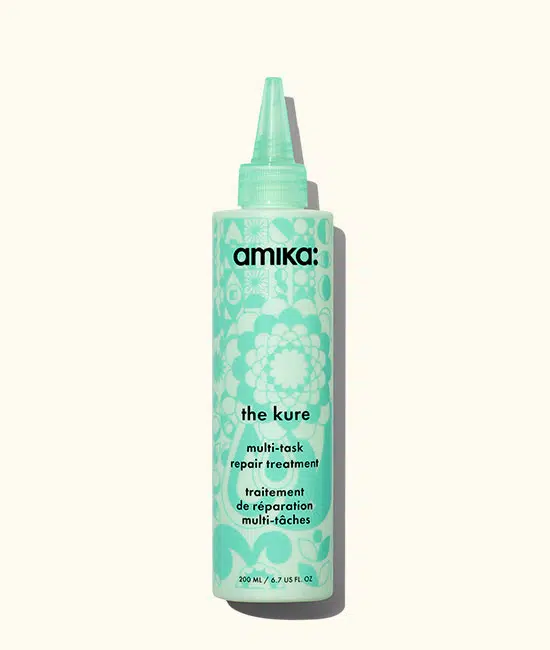 amika:
the kure
multi-task
repair treatment
traitement
de réparation
multi-tâches
200 ML / 6.7 US FL. OZ